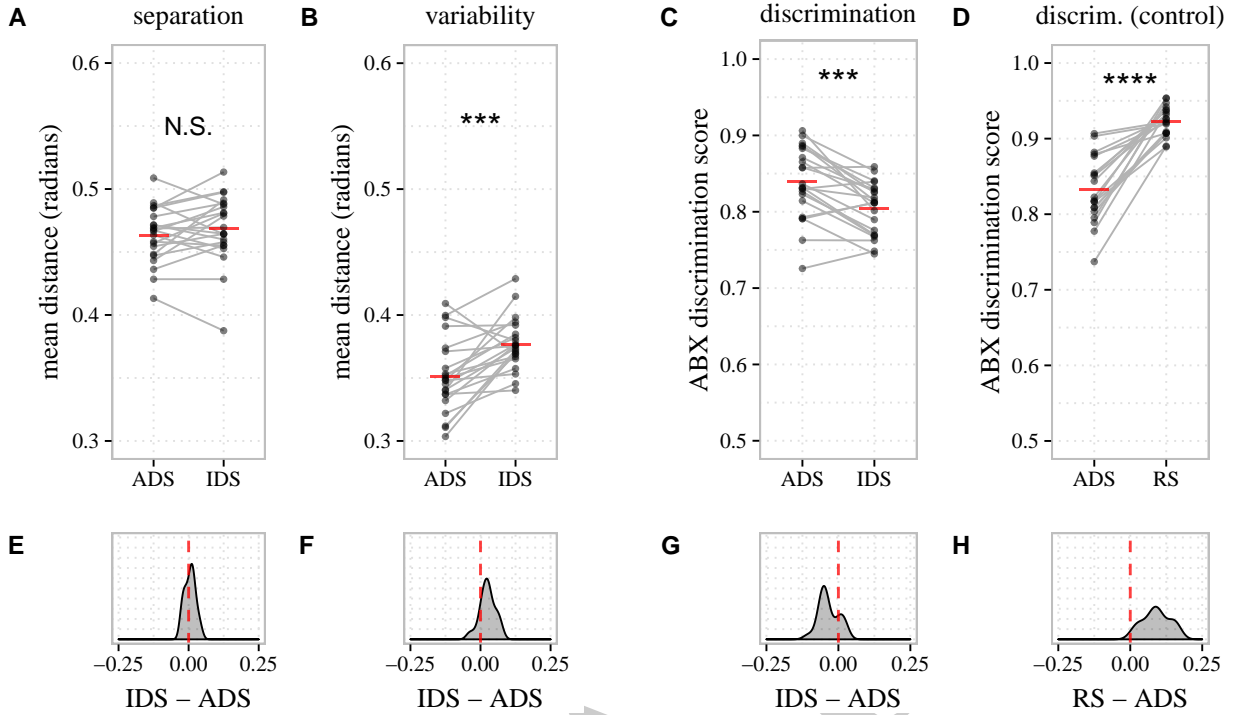 A separation
B variability
C discrimination
D discrim. (control)
mean distance (radians)
0.6
0.5
0.4
0.3
N.S.
ADS IDS
mean distance (radians)
0.6
0.5
0.4
0.3
***
ADS IDS
ABX discrimination score
1.0
0.9
0.8
0.7
0.6
0.5
***
ADS IDS
ABX discrimination score
1.0
0.9
0.8
0.7
0.6
0.5
****
ADS RS
E
−0.25 0.00 0.25
IDS − ADS
F
−0.25 0.00 0.25
IDS − ADS
G
−0.25 0.00 0.25
IDS − ADS
H
−0.25 0.00 0.25
RS − ADS